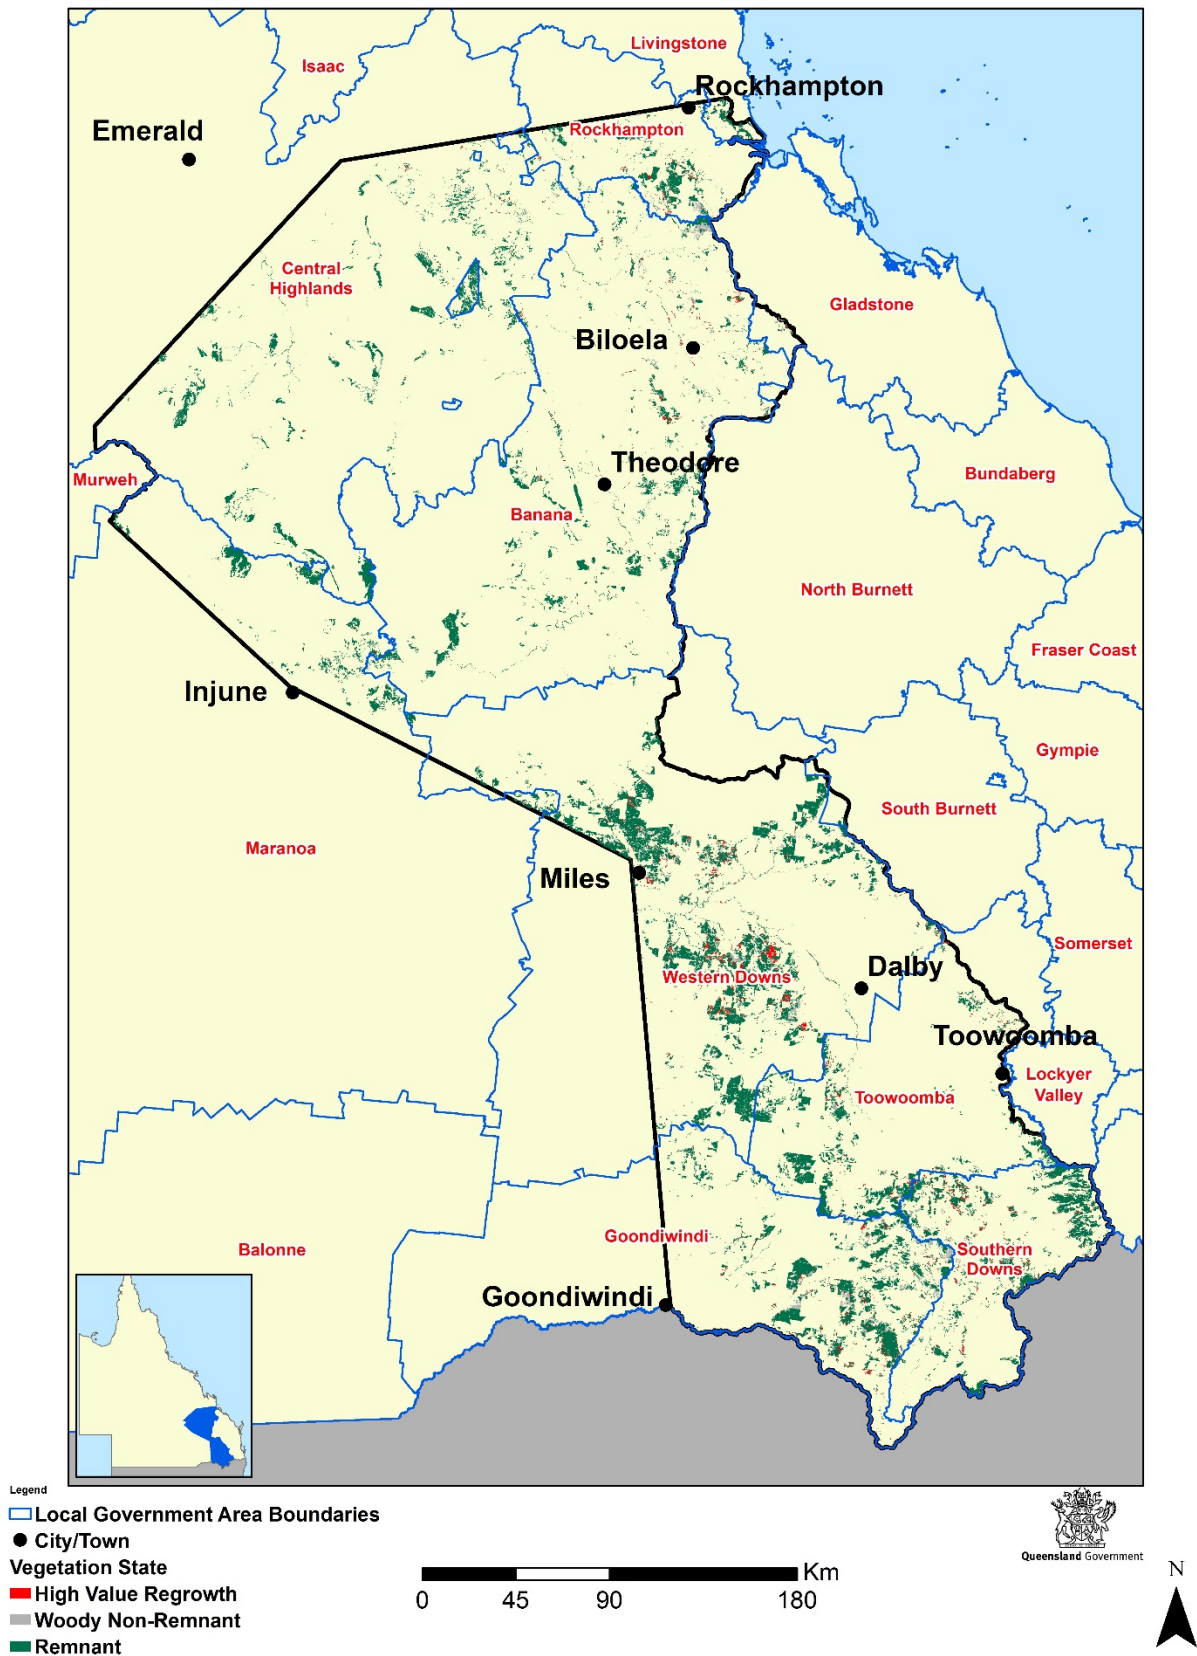 Livingstone
Isaac
Rockhampton
Emerald
Rockhampton
Central
Highlands
Gladstone
Biloela
Theodore
Murweh
Bundaberg
Banana
North Burnett
Fraser Coast
Injune
Gympie
South Burnett
Maranoa
Miles
Somerset
Dalby
Western Downs
Toowoomba
Lockyer
Valley
Toowoomba
Goondiwindi
Balonne
Southern
Downs
Goondiwindi
Legend
Local Government Area Boundaries
City/Town
Vegetation State
High Value Regrowth
Woody Non-Remnant
Remnant
Km
0 45 90 180
Queensland Government
N